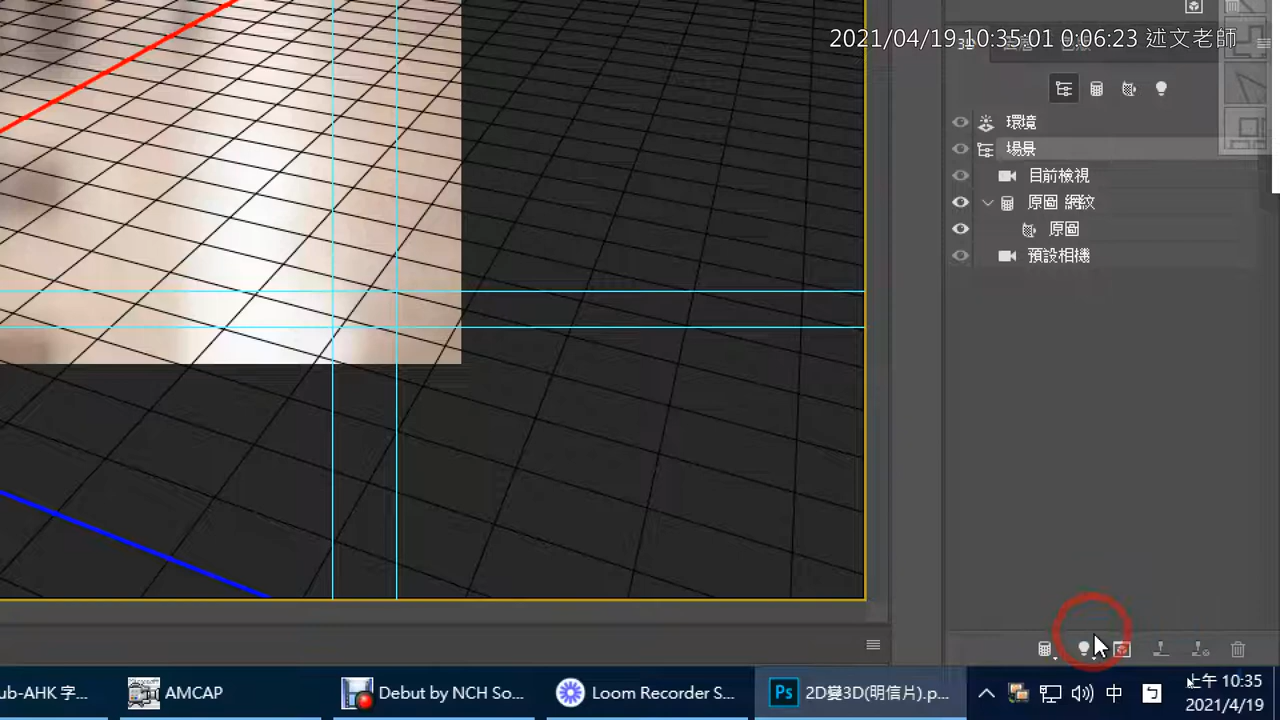 2021/04/19 10:35:01 0:06:23 述文老師
3D
環境
場景
目前檢視
原圖 網紋
原圖
預設相機
ub-AHK 字...
AMCAP
Debut by NCH So...
Loom Recorder S...
Ps 2D變3D(明信片).p...
中
上午 10:35
2021/4/19